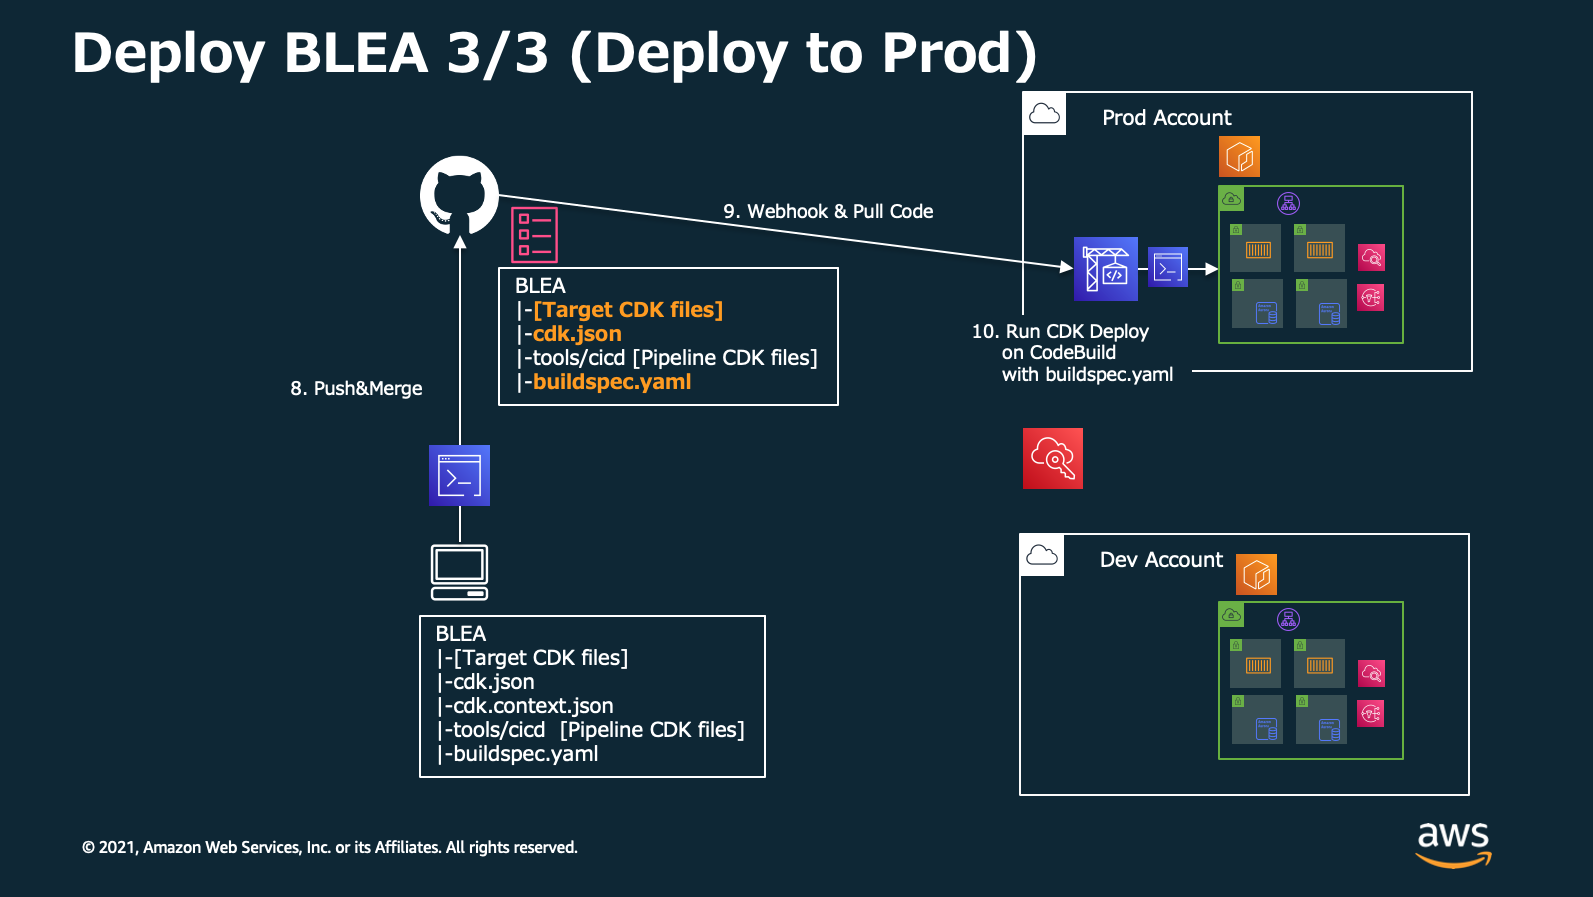 Deploy BLEA 3/3 (Deploy to Prod)
Prod Account
9. Webhook & Pull Code
BLEA
|-[Target CDK files]
|-cdk.json
|-tools/cicd [Pipeline CDK files]
|-buildspec.yaml
10. Run CDK Deploy
on CodeBuild
with buildspec.yaml
8. Push&Merge
Dev Account
BLEA
|-[Target CDK files]
|-cdk.json
|-cdk.context.json
|-tools/cicd  [Pipeline CDK files]
|-buildspec.yaml
© 2021, Amazon Web Services, Inc. or its Affiliates. All rights reserved.
aws